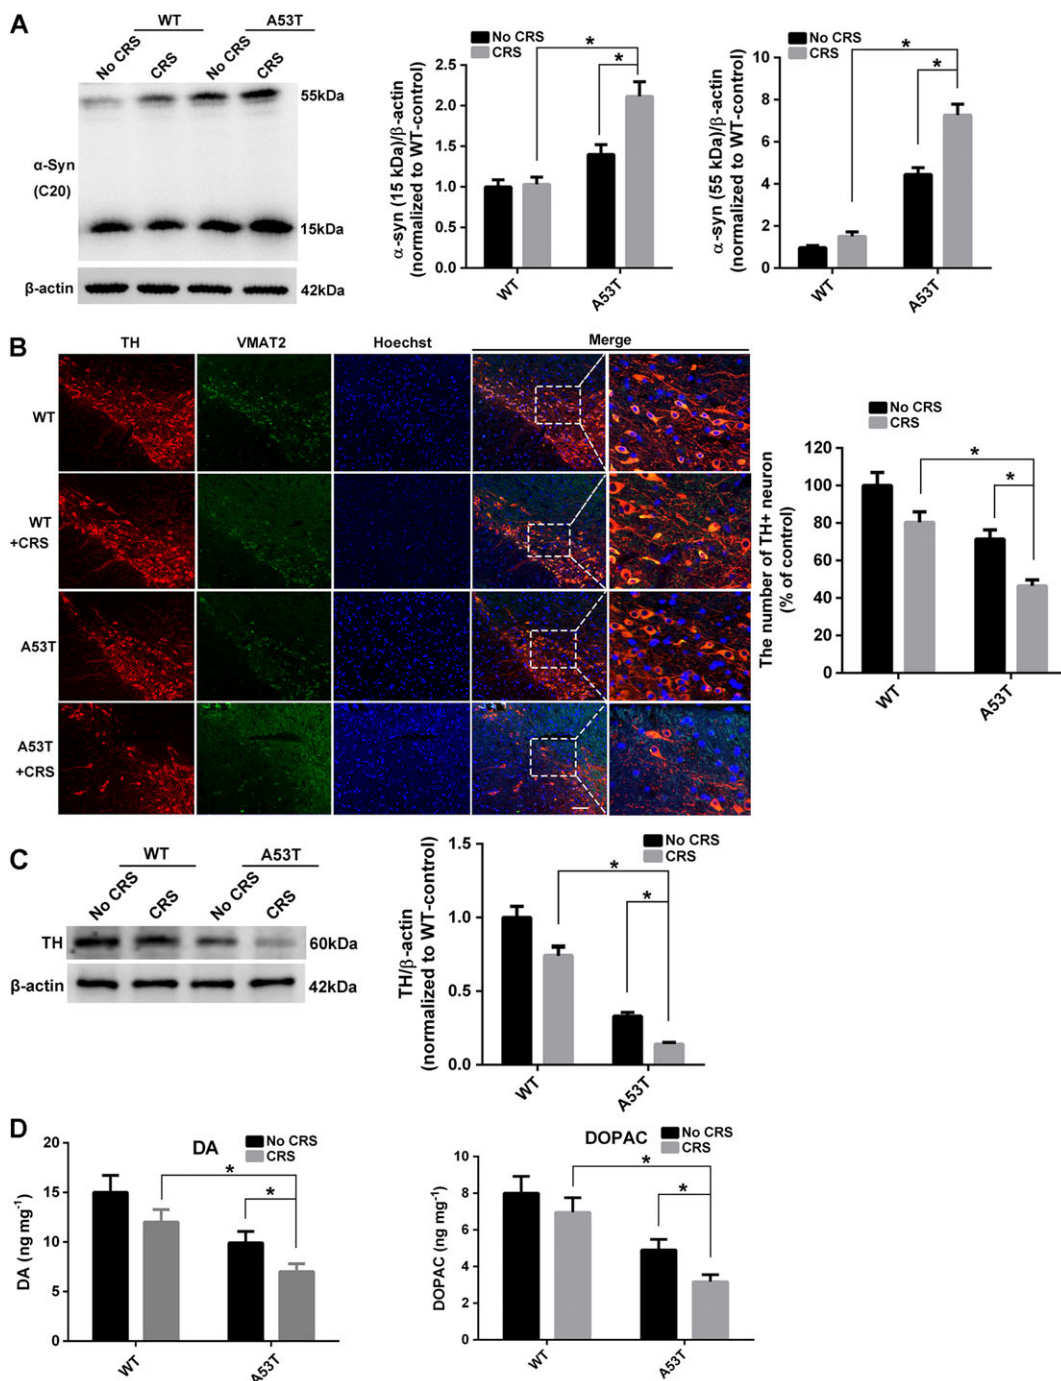 A
WT
A53T
No CRS
CRS
No CRS
CRS
α-Syn
(C20)
55kDa
15kDa
β-actin
42kDa
No CRS
CRS
*
*
α-syn (15 kDa)/β-actin
(normalized to WT-control)
2.5
2.0
1.5
1.0
0.5
0.0
WT
A53T
No CRS
CRS
*
*
α-syn (55 kDa)/β-actin
(normalized to WT-control)
10
8
6
4
2
0
WT
A53T
B
TH
VMAT2
Hoechst
Merge
WT
WT
+CRS
A53T
A53T
+CRS
No CRS
CRS
*
*
The number of TH+ neuron
(% of control)
120
100
80
60
40
20
0
WT
A53T
C
WT
A53T
No CRS
CRS
No CRS
CRS
TH
60kDa
β-actin
42kDa
No CRS
CRS
*
*
TH/β-actin
(normalized to WT-control)
1.5
1.0
0.5
0.0
WT
A53T
D
DA
No CRS
CRS
*
*
DA (ng mg⁻¹)
20
15
10
5
0
WT
A53T
DOPAC
No CRS
CRS
*
*
DOPAC (ng mg⁻¹)
10
8
6
4
2
0
WT
A53T